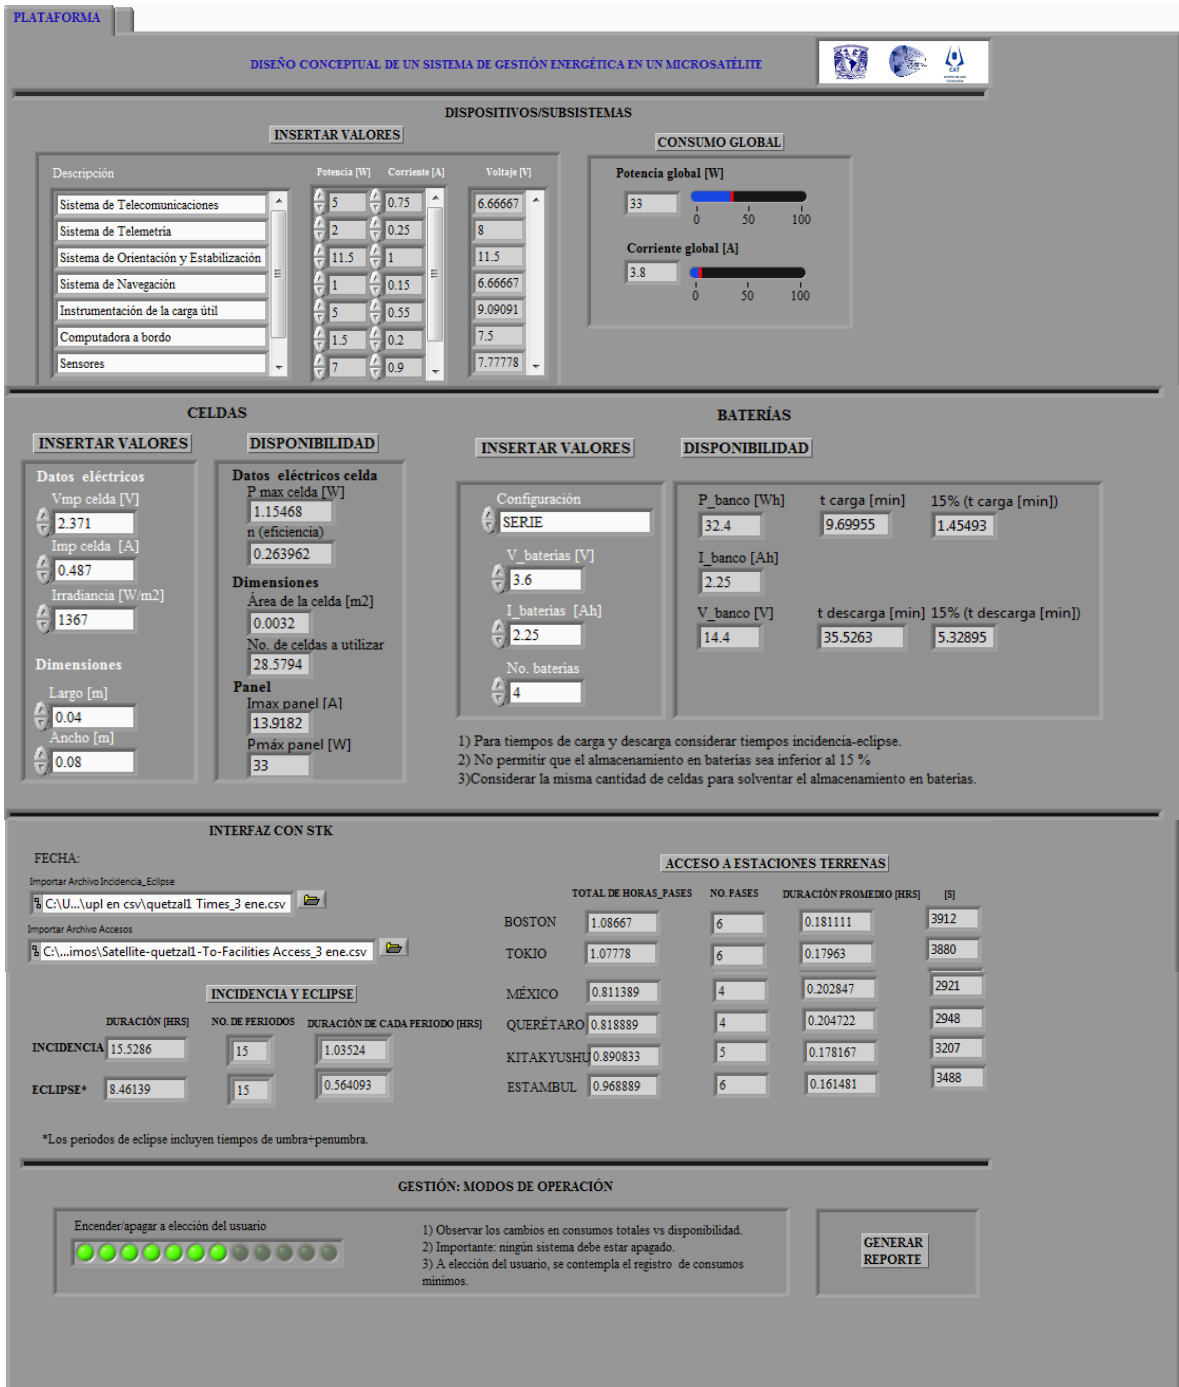 PLATAFORMA
DISEÑO CONCEPTUAL DE UN SISTEMA DE GESTIÓN ENERGÉTICA EN UN MICROSATÉLITE
CAT
DISPOSITIVOS/SUBSISTEMAS
INSERTAR VALORES
CONSUMO GLOBAL
Descripción Potencia [W] Corriente [A] Voltaje [V]
Sistema de Telecomunicaciones 5 0.75 6.66667
Sistema de Telemetria 2 0.25 8
Sistema de Orientación y Estabilización 11.5 1 11.5
Sistema de Navegación 1 0.15 6.66667
Instrumentación de la carga útil 5 0.55 9.09091
Computadora a bordo 1.5 0.2 7.5
Sensores 7 0.9 7.77778
Potencia global [W]
33
0 50 100
Corriente global [A]
3.8
0 50 100
CELDAS
INSERTAR VALORES
Datos eléctricos
Vmp celda [V]
2.371
Imp celda [A]
0.487
Irradiancia [W/m2]
1367
Dimensiones
Largo [m]
0.04
Ancho [m]
0.08
DISPONIBILIDAD
Datos eléctricos celda
P max celda [W]
1.15468
n (eficiencia)
0.263962
Dimensiones
Área de la celda [m2]
0.0032
No. de celdas a utilizar
28.5794
Panel
Imax panel [A]
13.9182
Pmáx panel [W]
33
BATERÍAS
INSERTAR VALORES
Configuración
SERIE
V_baterias [V]
3.6
I_baterias [Ah]
2.25
No. baterias
4
DISPONIBILIDAD
P_banco [Wh] t carga [min] 15% (t carga [min])
32.4 9.69955 1.45493
I_banco [Ah]
2.25
V_banco [V] t descarga [min] 15% (t descarga [min])
14.4 35.5263 5.32895
1) Para tiempos de carga y descarga considerar tiempos incidencia-eclipse.
2) No permitir que el almacenamiento en baterías sea inferior al 15 %
3)Considerar la misma cantidad de celdas para solventar el almacenamiento en baterías.
INTERFAZ CON STK
FECHA:
Importar Archivo Incidencia_Eclipse
C:\U...\upl en csv\quetzal1 Times_3 ene.csv
Importar Archivo Accesos
C:\...imos\Satellite-quetzal1-To-Facilities Access_3 ene.csv
INCIDENCIA Y ECLIPSE
DURACIÓN [HRS] NO. DE PERIODOS DURACIÓN DE CADA PERIODO [HRS]
INCIDENCIA 15.5286 15 1.03524
ECLIPSE* 8.46139 15 0.564093
*Los periodos de eclipse incluyen tiempos de umbra+penumbra.
ACCESO A ESTACIONES TERRENAS
TOTAL DE HORAS_PASES NO. PASES DURACIÓN PROMEDIO [HRS] [S]
BOSTON 1.08667 6 0.181111 3912
TOKIO 1.07778 6 0.17963 3880
MÉXICO 0.811389 4 0.202847 2921
QUERÉTARO 0.818889 4 0.204722 2948
KITAKYUSHU 0.890833 5 0.178167 3207
ESTAMBUL 0.968889 6 0.161481 3488
GESTIÓN: MODOS DE OPERACIÓN
Encender/apagar a elección del usuario
1) Observar los cambios en consumos totales vs disponibilidad.
2) Importante: ningún sistema debe estar apagado.
3) A elección del usuario, se contempla el registro de consumos
minimos.
GENERAR
REPORTE